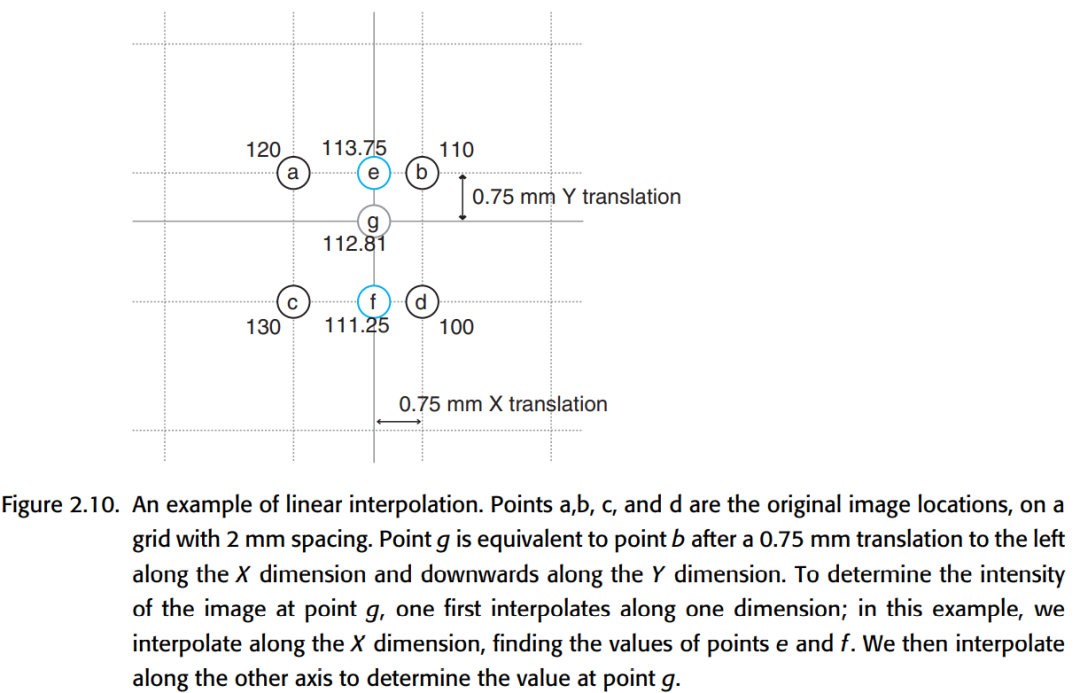 120 113.75 110
a e b
0.75 mm Y translation
g
112.81
c f d
130 111.25 100
0.75 mm X translation
Figure 2.10. An example of linear interpolation. Points a,b, c, and d are the original image locations, on a
grid with 2 mm spacing. Point g is equivalent to point b after a 0.75 mm translation to the left
along the X dimension and downwards along the Y dimension. To determine the intensity
of the image at point g, one first interpolates along one dimension; in this example, we
interpolate along the X dimension, finding the values of points e and f. We then interpolate
along the other axis to determine the value at point g.